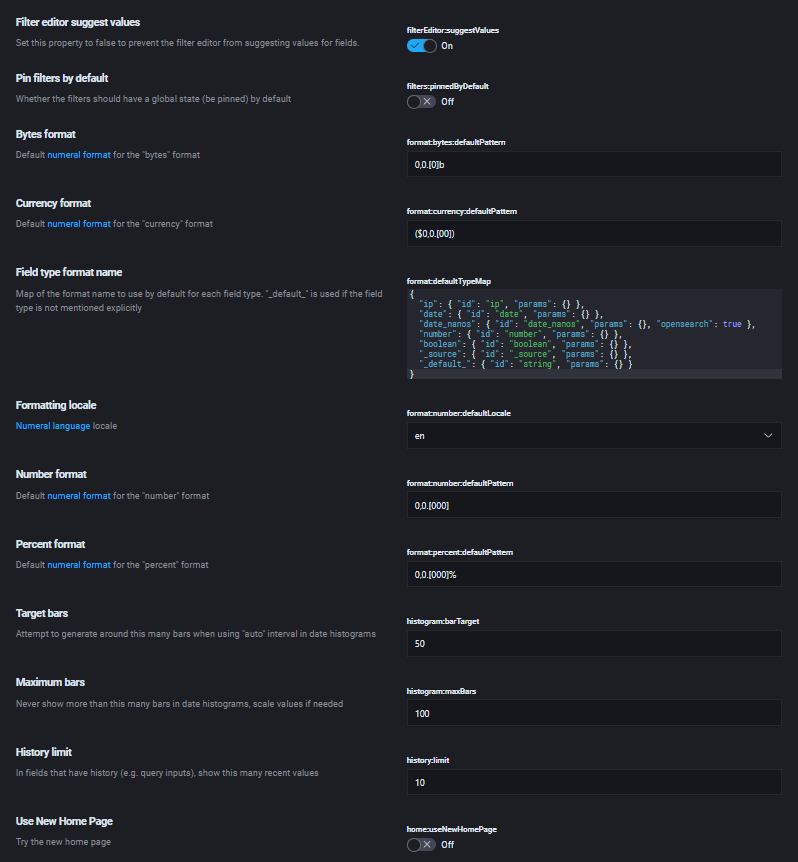 Filter editor suggest values
Set this property to false to prevent the filter editor from suggesting values for fields.
filterEditor:suggestValues
On
Pin filters by default
Whether the filters should have a global state (be pinned) by default
filters:pinnedByDefault
Off
Bytes format
Default numeral format for the "bytes" format
format:bytes:defaultPattern
0,0.[0]b
Currency format
Default numeral format for the "currency" format
format:currency:defaultPattern
($0,0.[00])
Field type format name
Map of the format name to use by default for each field type. "_default_" is used if the field
type is not mentioned explicitly
format:defaultTypeMap
{
"ip": { "id": "ip", "params": {} },
"date": { "id": "date", "params": {} },
"date_nanos": { "id": "date_nanos", "params": {}, "opensearch": true },
"number": { "id": "number", "params": {} },
"boolean": { "id": "boolean", "params": {} },
"_source": { "id": "_source", "params": {} },
"_default_": { "id": "string", "params": {} }
}
Formatting locale
Numeral language locale
format:number:defaultLocale
en
Number format
Default numeral format for the "number" format
format:number:defaultPattern
0,0.[000]
Percent format
Default numeral format for the "percent" format
format:percent:defaultPattern
0,0.[000]%
Target bars
Attempt to generate around this many bars when using "auto" interval in date histograms
histogram:barTarget
50
Maximum bars
Never show more than this many bars in date histograms, scale values if needed
histogram:maxBars
100
History limit
In fields that have history (e.g. query inputs), show this many recent values
history:limit
10
Use New Home Page
Try the new home page
home:useNewHomePage
Off